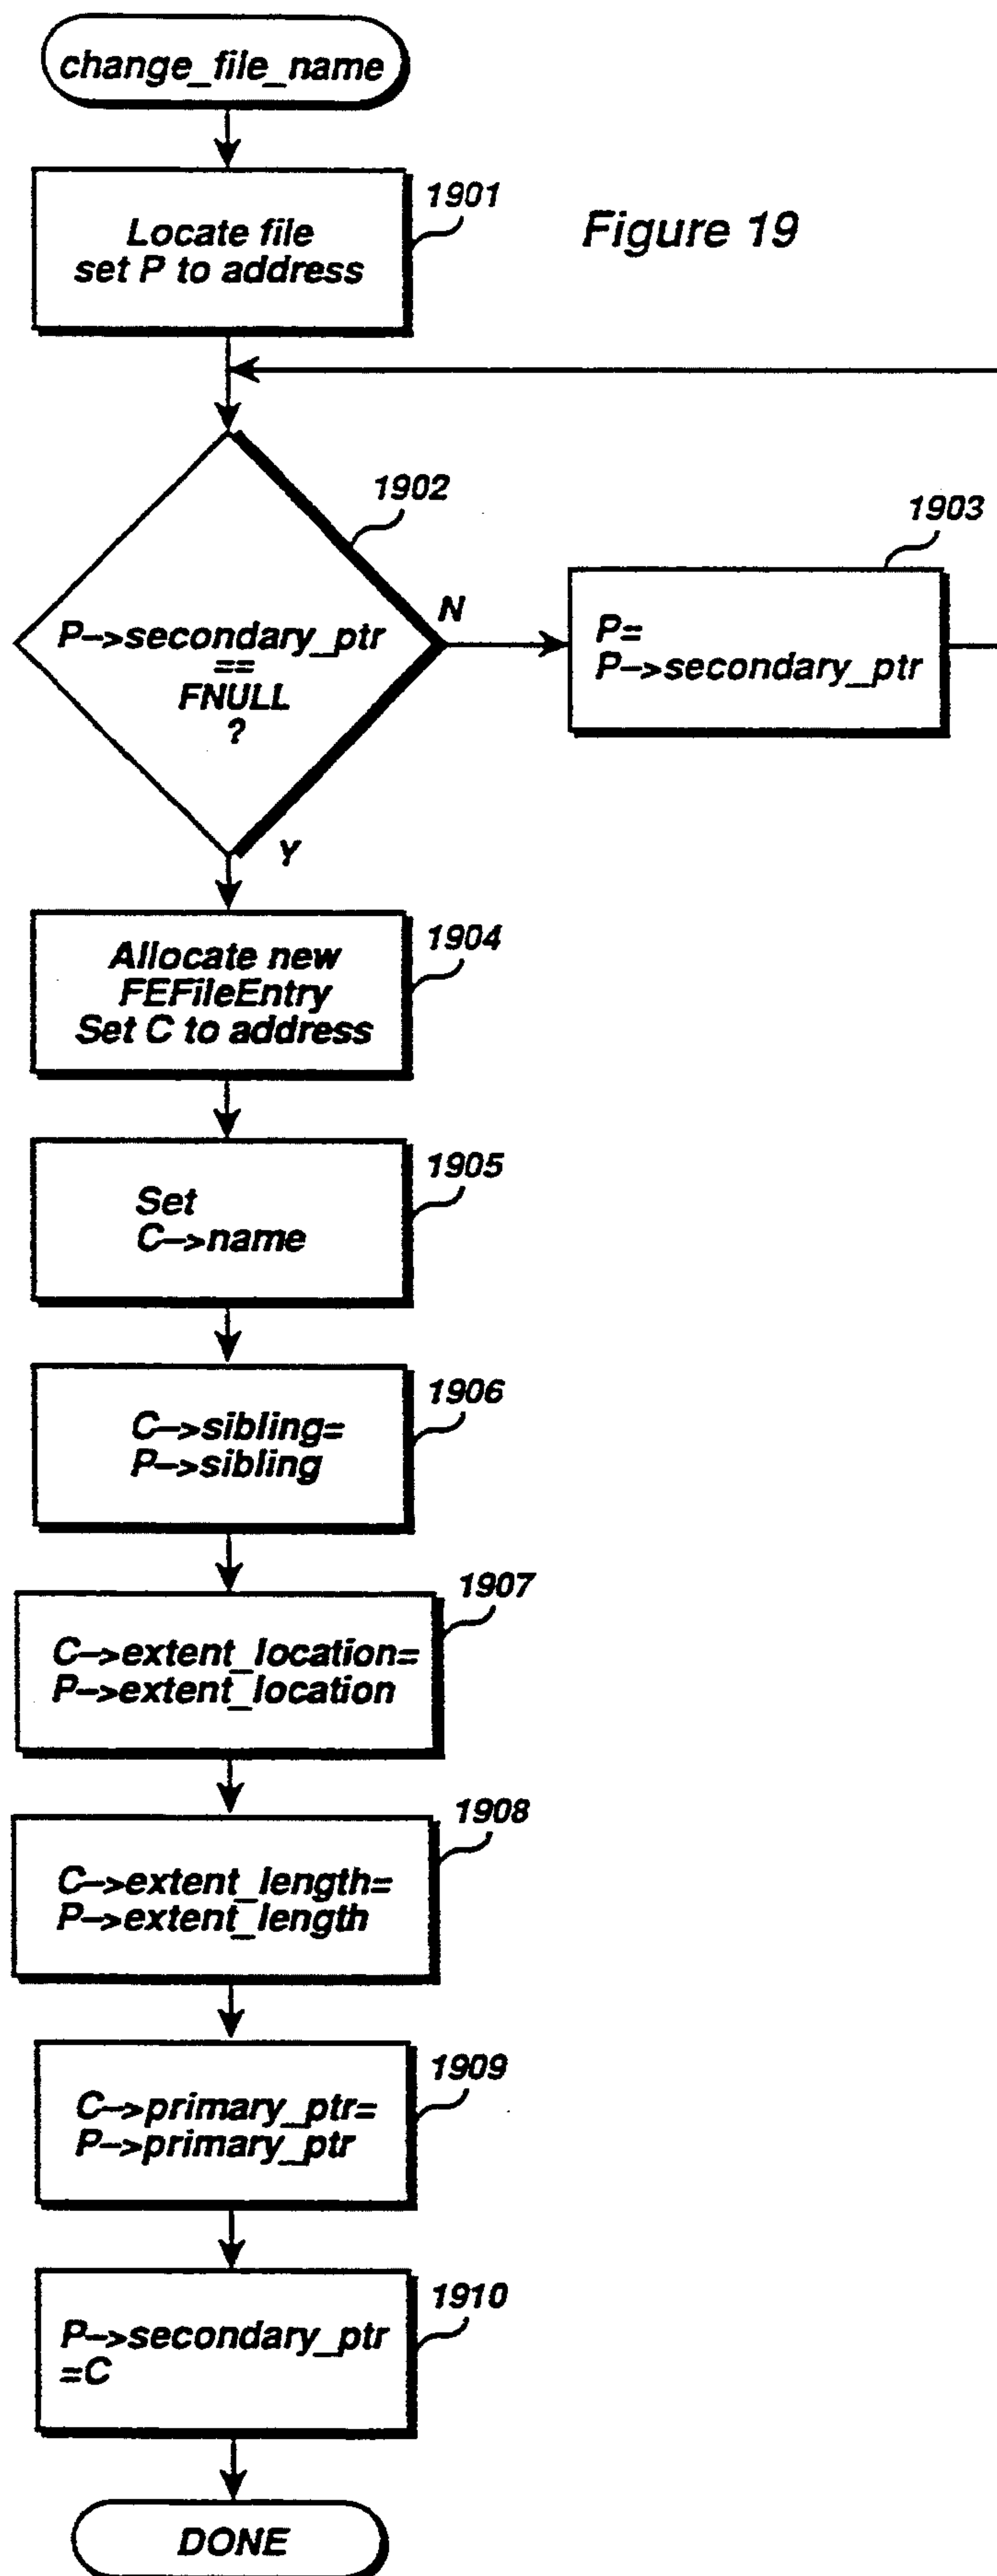 change_file_name
1901
Figure 19
Locate file
set P to address
1902
1903
P–>secondary_ptr
==
FNULL
?
N
P=
P–>secondary_ptr
Y
1904
Allocate new
FEFileEntry
Set C to address
1905
Set
C–>name
1906
C–>sibling=
P–>sibling
1907
C–>extent_location=
P–>extent_location
1908
C–>extent_length=
P–>extent_length
1909
C–>primary_ptr=
P–>primary_ptr
1910
P–>secondary_ptr
=C
DONE